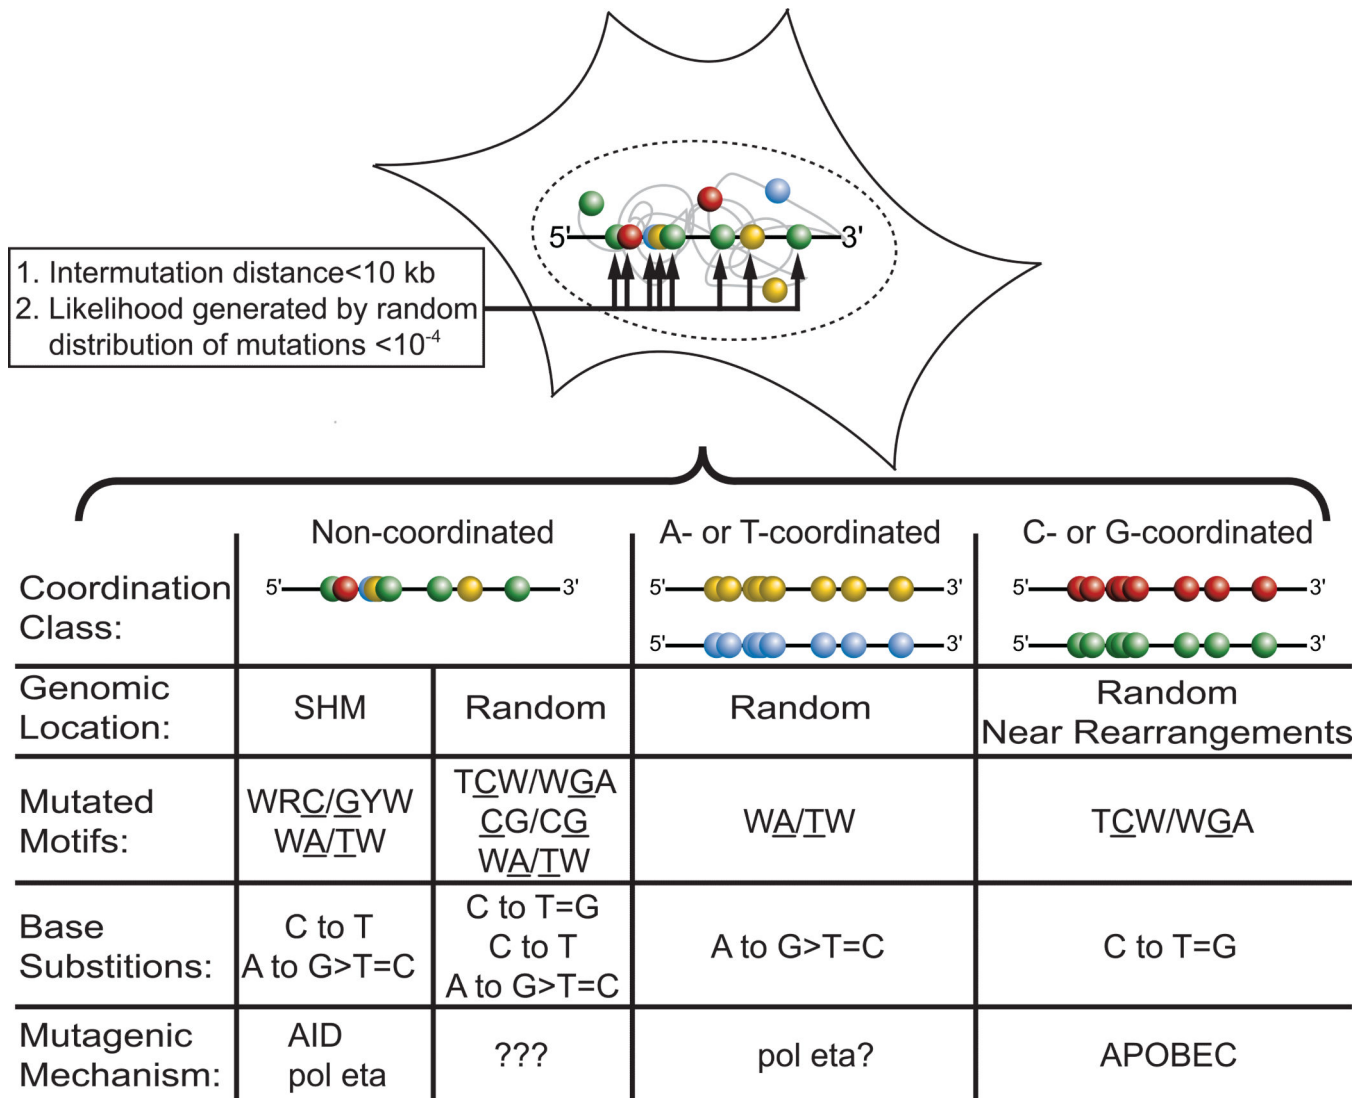 5'
3'
1. Intermutation distance<10 kb
2. Likelihood generated by random
distribution of mutations <10⁻⁴
Non-coordinated
A- or T-coordinated
C- or G-coordinated
Coordination
Class:
5' 3'
5' 3'
5' 3'
5' 3'
5' 3'
Genomic
Location:
SHM
Random
Random
Random
Near Rearrangements
Mutated
Motifs:
WRC/GYW
WA/TW
TCW/WGA
CG/CG
WA/TW
WA/TW
TCW/WGA
Base
Substitions:
C to T
A to G>T=C
C to T=G
C to T
A to G>T=C
A to G>T=C
C to T=G
Mutagenic
Mechanism:
AID
pol eta
???
pol eta?
APOBEC